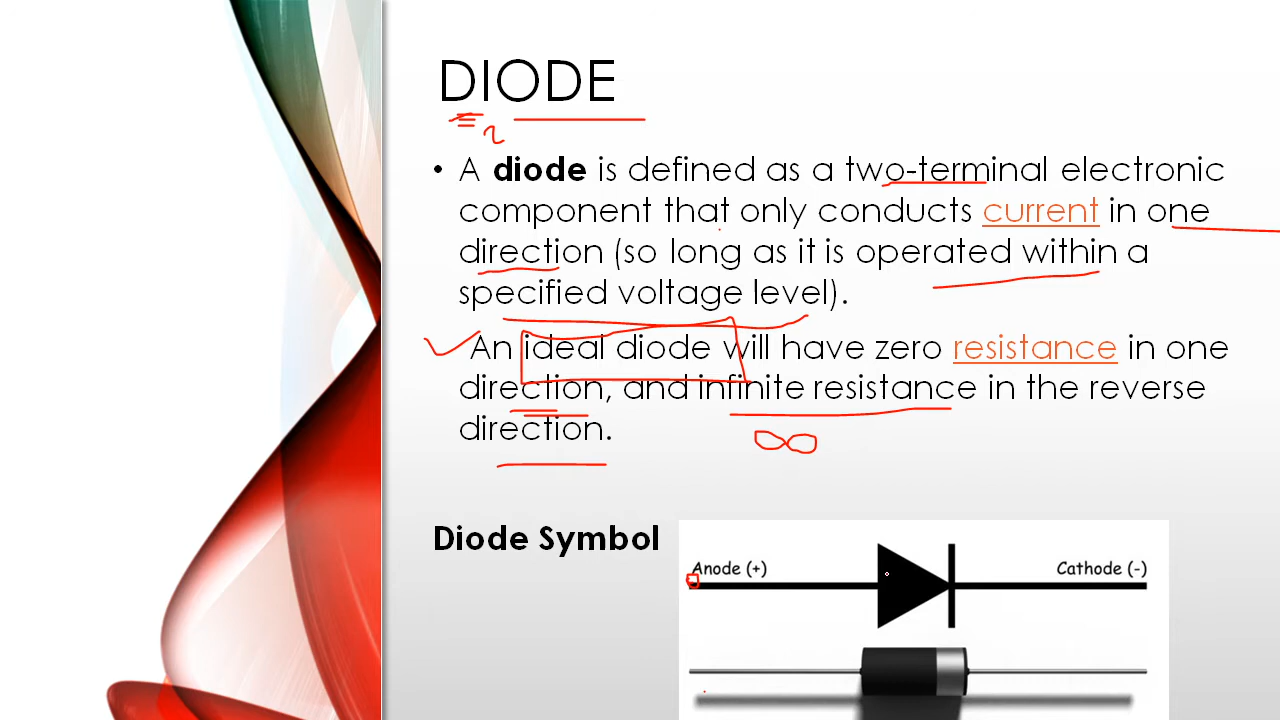 DIODE
2
• A diode is defined as a two-terminal electronic
component that only conducts current in one
direction (so long as it is operated within a
specified voltage level).
An ideal diode will have zero resistance in one
direction, and infinite resistance in the reverse
direction.
∞
Diode Symbol
Anode (+) Cathode (-)